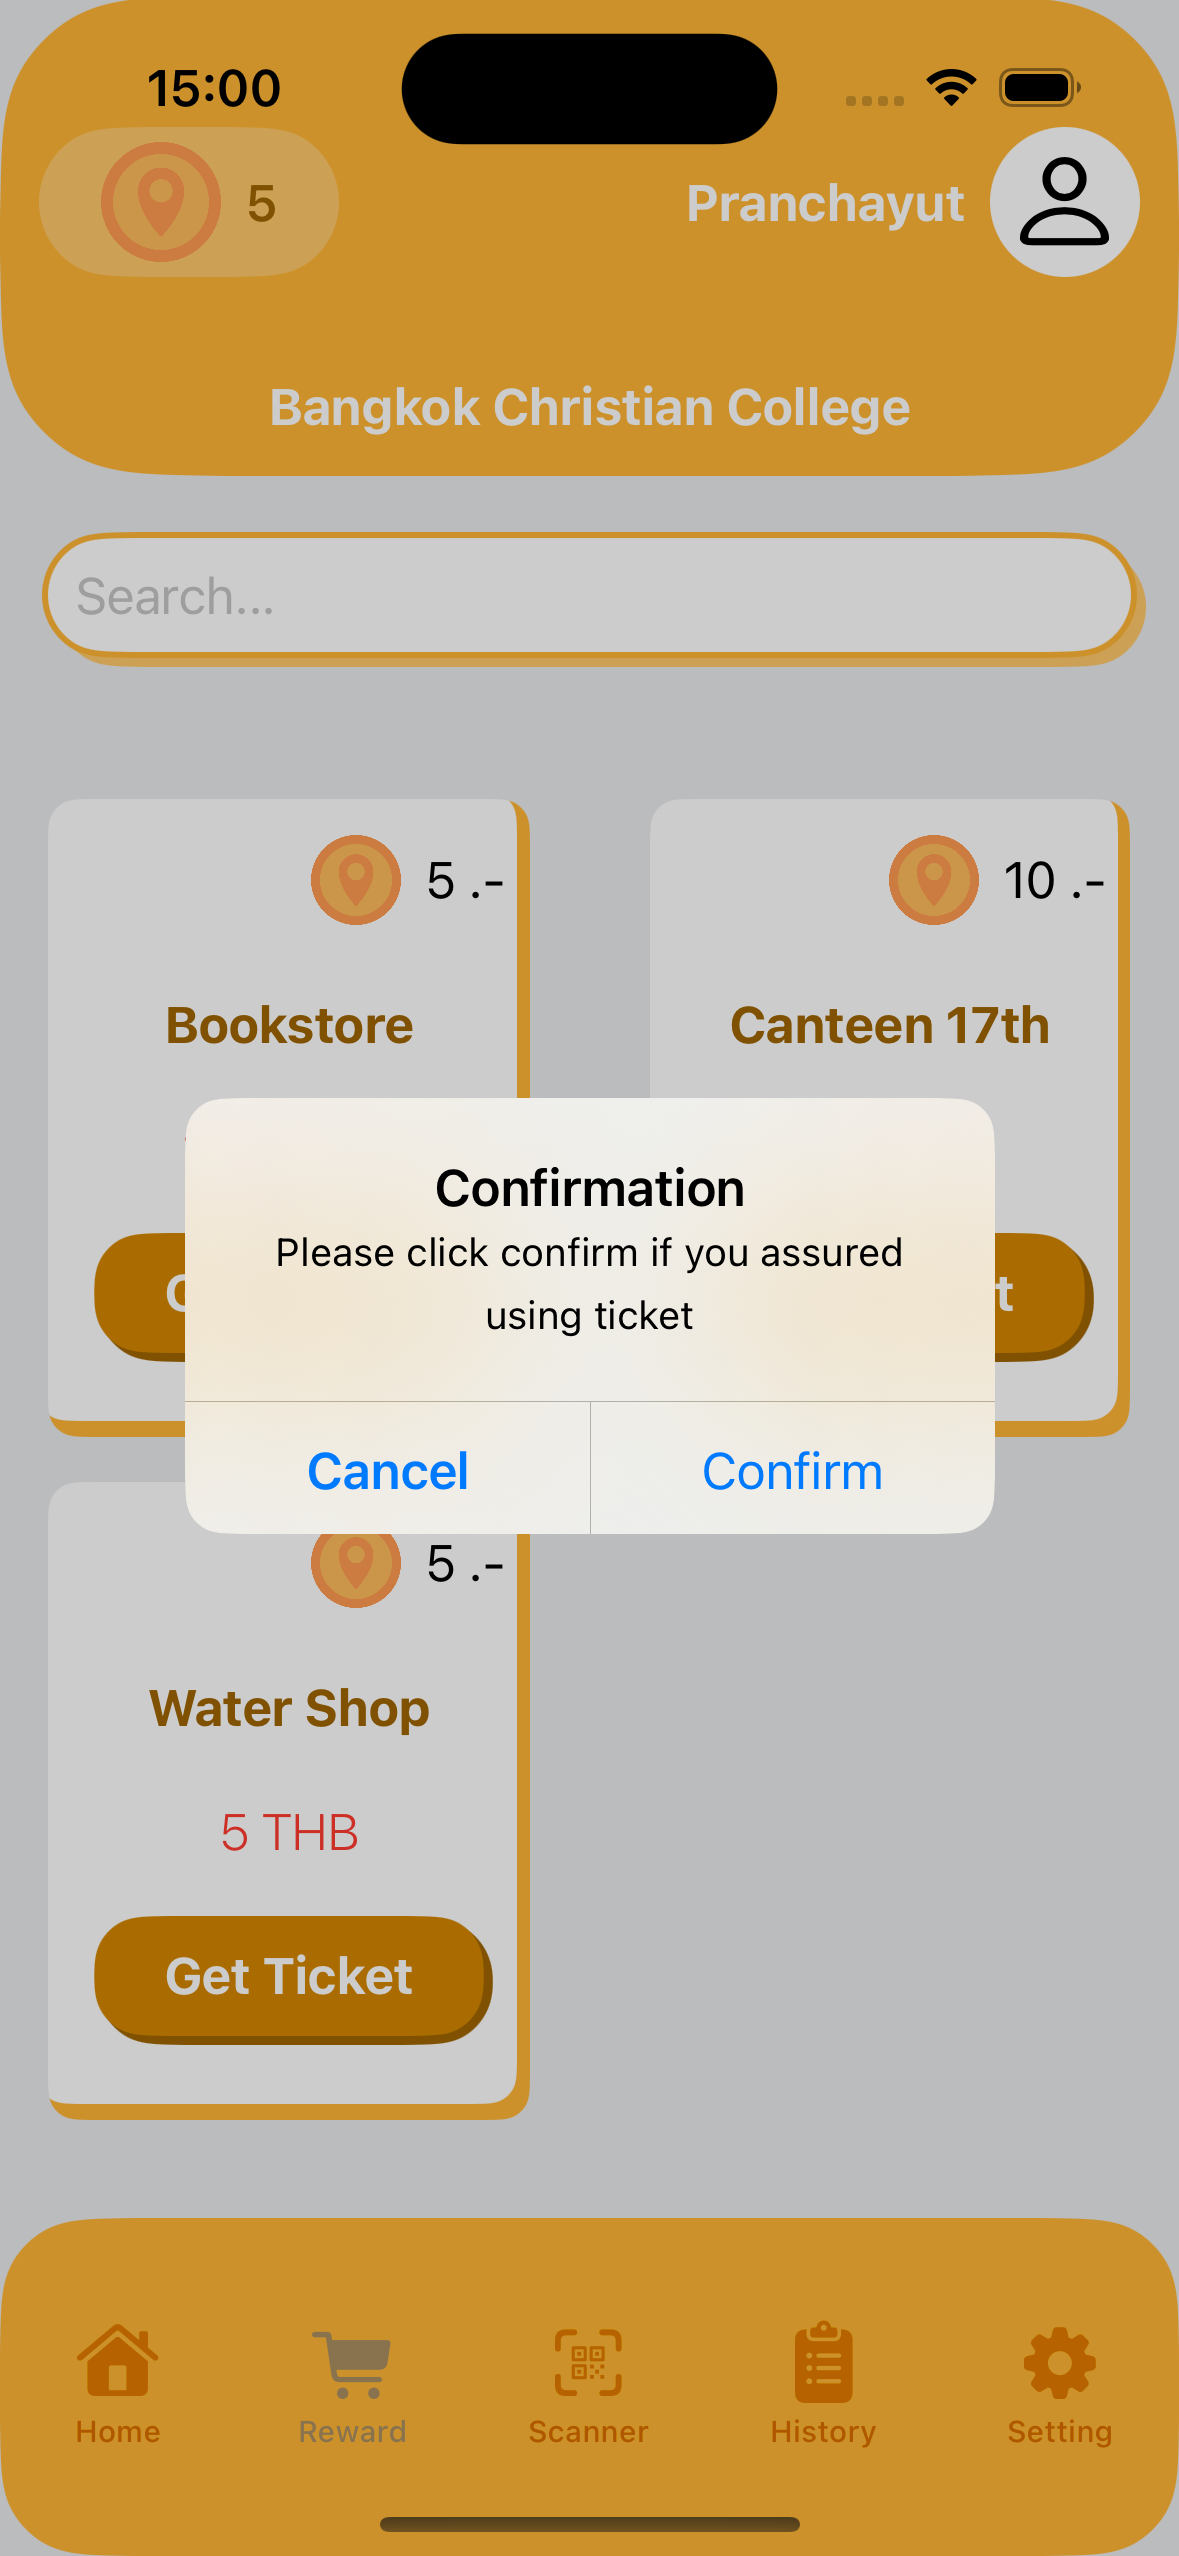 15:00
5
Pranchayut
Bangkok Christian College
Search...
5 .-
10 .-
Bookstore
Canteen 17th
Confirmation
Please click confirm if you assured
using ticket
Cancel
Confirm
5 .-
Water Shop
5 THB
Get Ticket
Home
Reward
Scanner
History
Setting